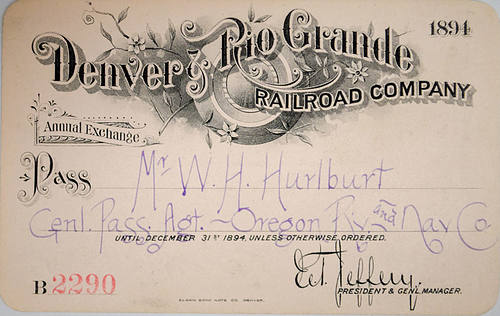 1894
Denver & Rio Grande
RAILROAD COMPANY
Annual Exchange
Pass Mr W. H. Hurlburt
Genl. Pass. Agt. – Oregon Ry and Nav Co
UNTIL DECEMBER 31ST 1894, UNLESS OTHERWISE ORDERED.
E.T. Jeffery,
B 2290
PRESIDENT & GENL. MANAGER.